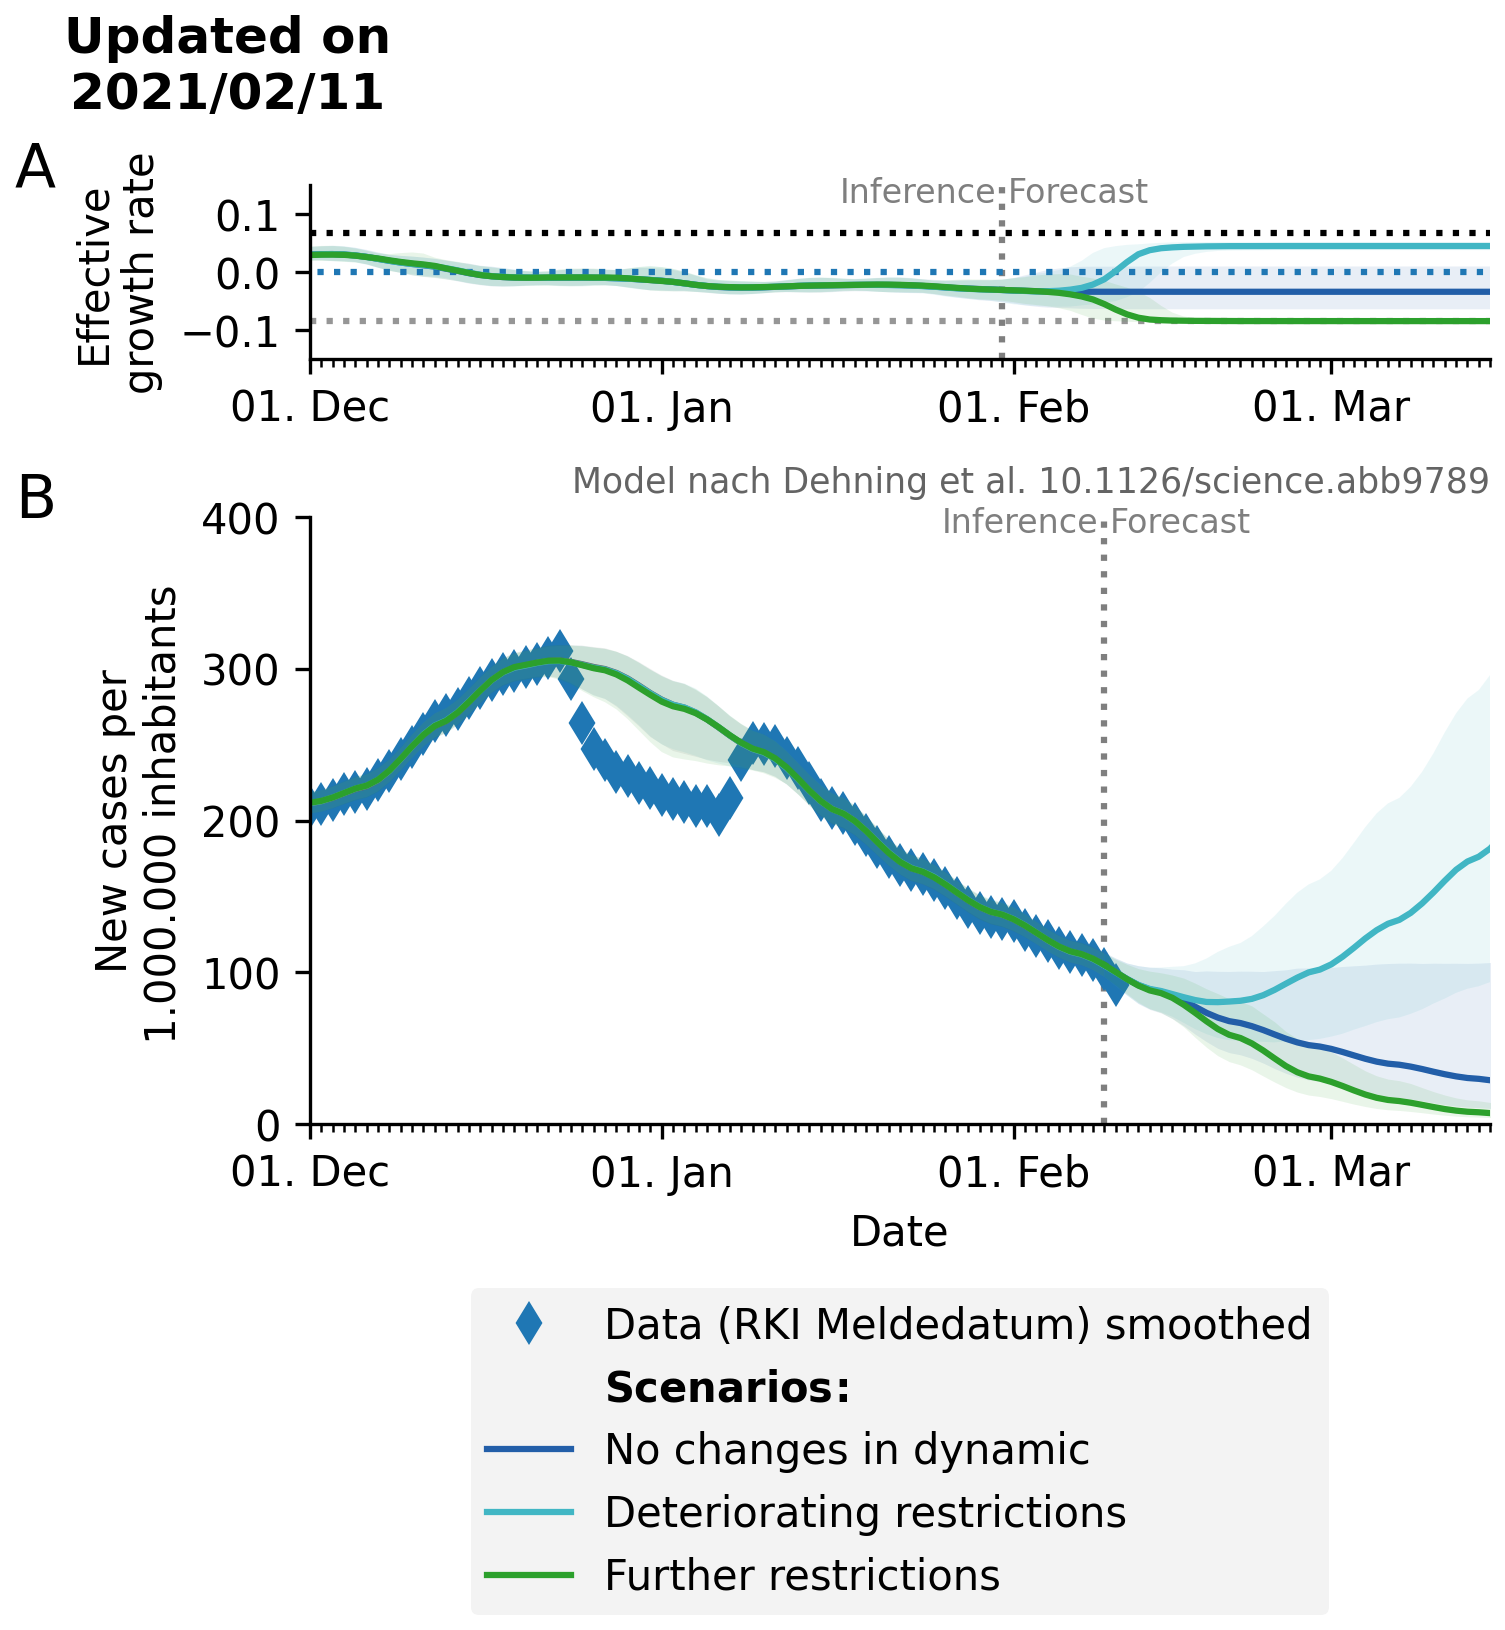 Updated on
2021/02/11
A
Effective
growth rate
Inference Forecast
0.1
0.0
−0.1
01. Dec 01. Jan 01. Feb 01. Mar
B
Model nach Dehning et al. 10.1126/science.abb9789
Inference Forecast
New cases per
1.000.000 inhabitants
400
300
200
100
0
01. Dec 01. Jan 01. Feb 01. Mar
Date
Data (RKI Meldedatum) smoothed
Scenarios:
No changes in dynamic
Deteriorating restrictions
Further restrictions